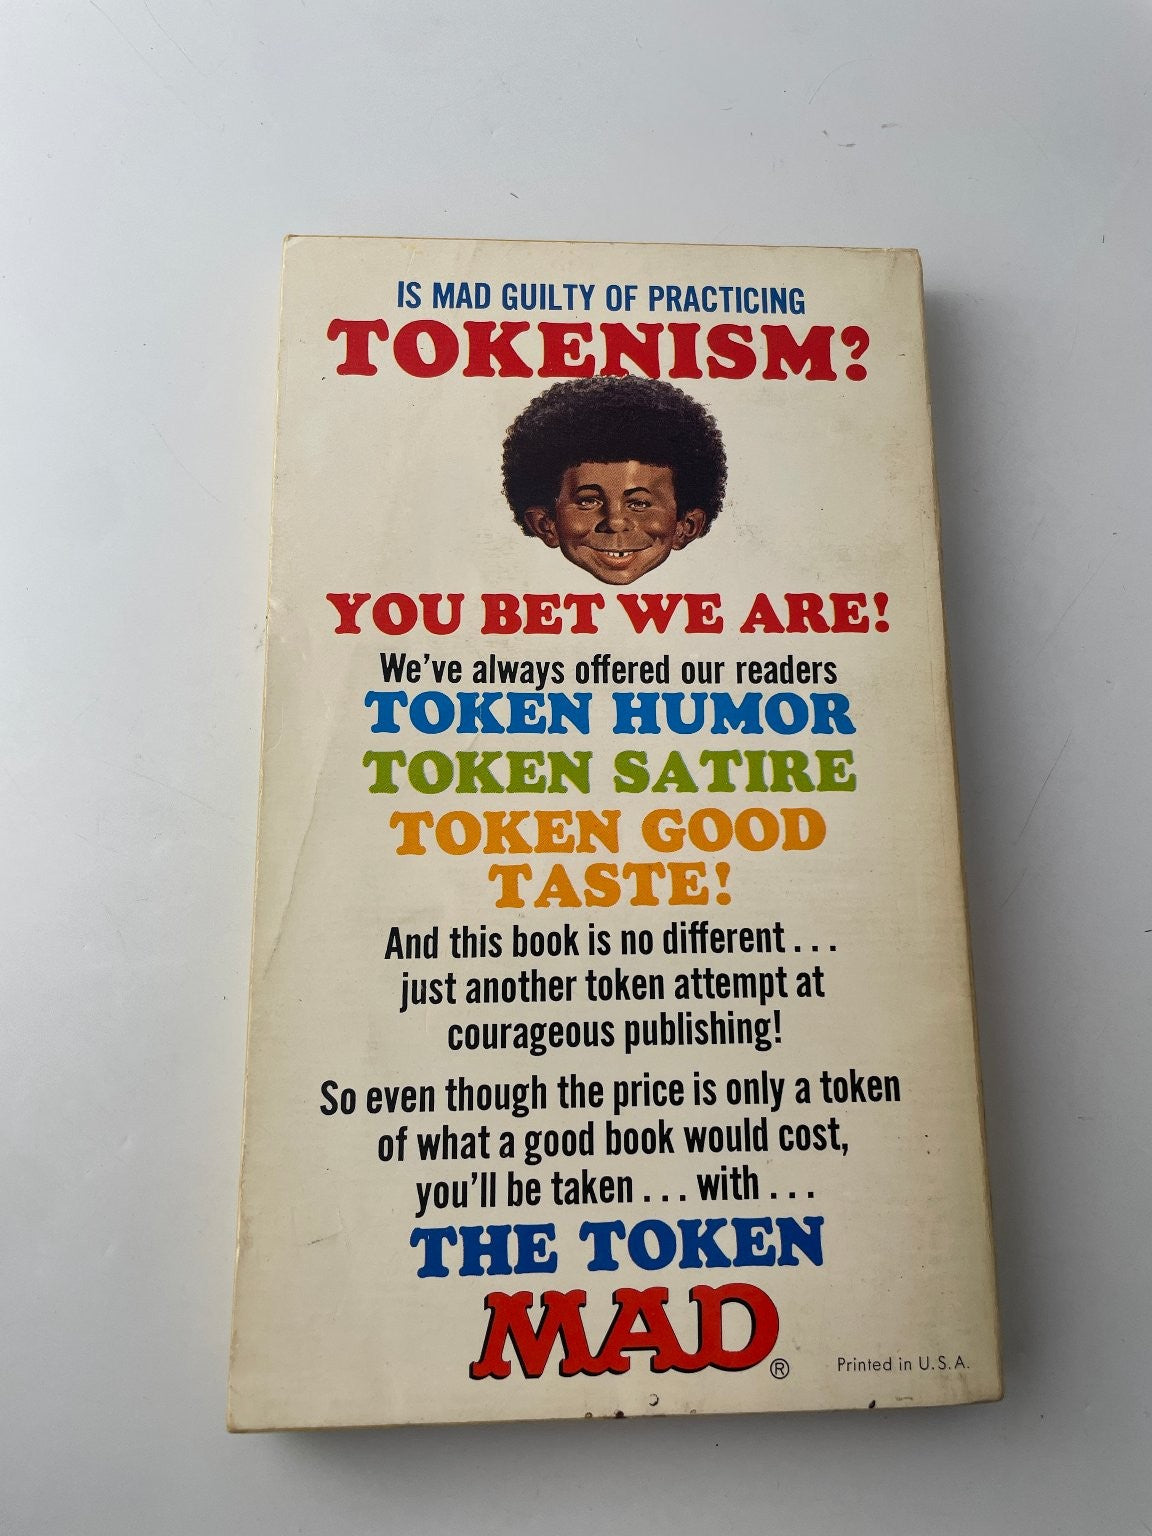 IS MAD GUILTY OF PRACTICING
TOKENISM?
YOU BET WE ARE!
We've always offered our readers
TOKEN HUMOR
TOKEN SATIRE
TOKEN GOOD
TASTE!
And this book is no different . . .
just another token attempt at
courageous publishing!
So even though the price is only a token
of what a good book would cost,
you'll be taken . . . with . . .
THE TOKEN
MAD®
Printed in U.S.A.